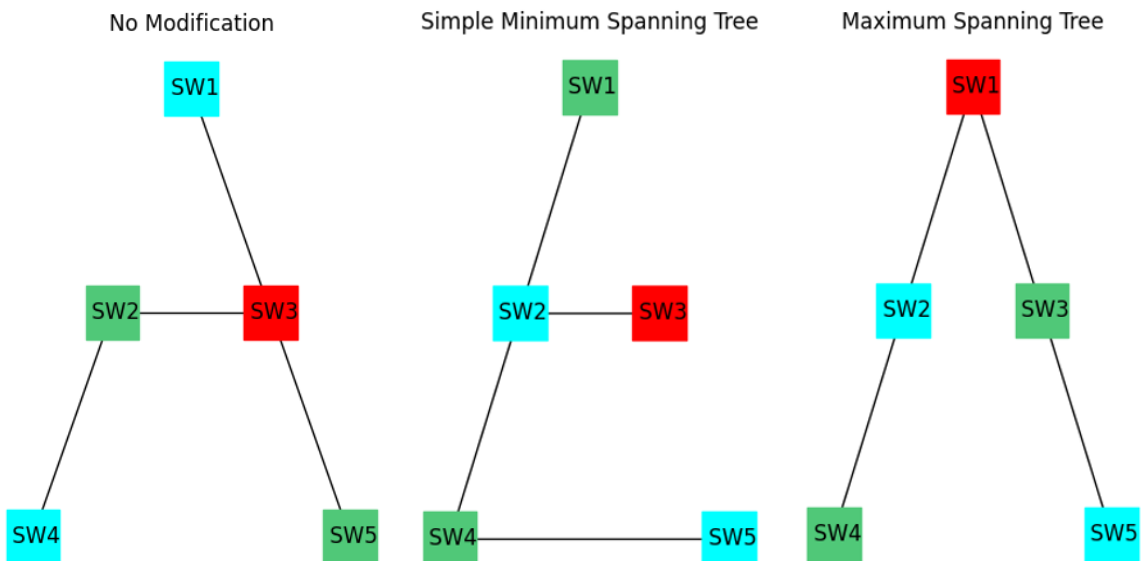 No Modification
SW1
SW2
SW3
SW4
SW5
Simple Minimum Spanning Tree
SW1
SW2
SW3
SW4
SW5
Maximum Spanning Tree
SW1
SW2
SW3
SW4
SW5